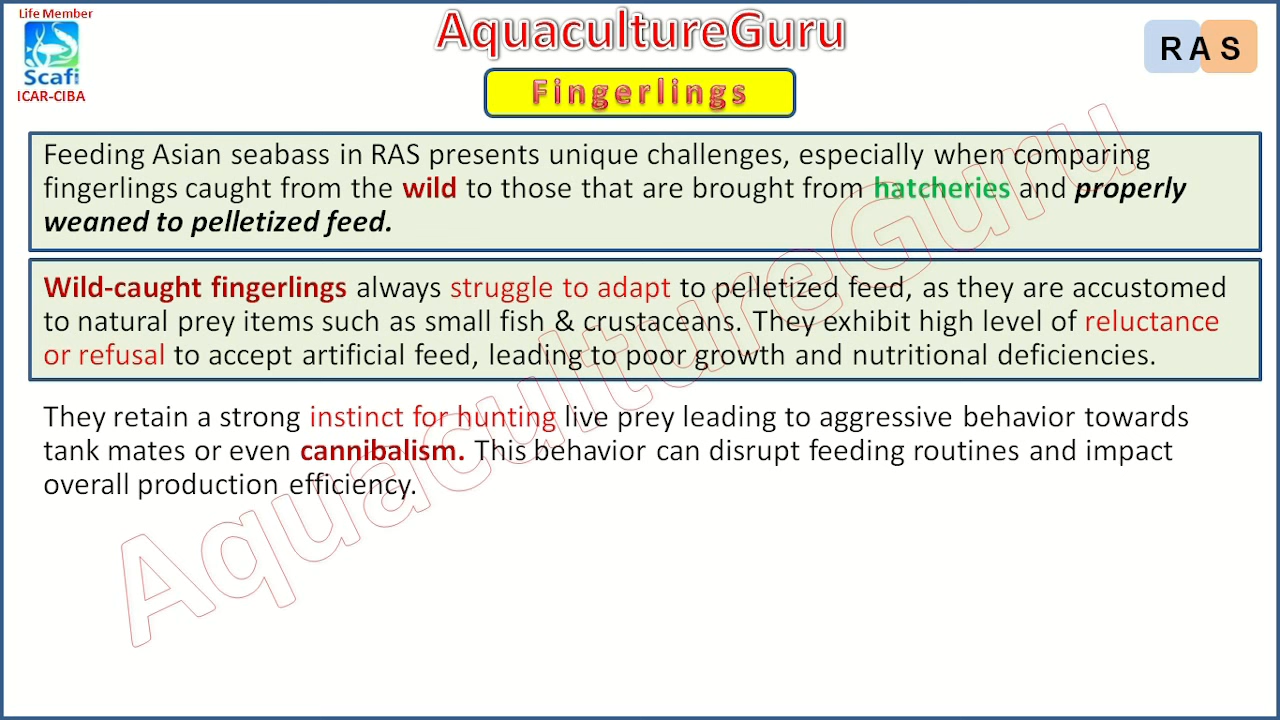 Life Member
Scafi
ICAR-CIBA
AquacultureGuru
RAS
Fingerlings
Feeding Asian seabass in RAS presents unique challenges, especially when comparing
fingerlings caught from the wild to those that are brought from hatcheries and properly
weaned to pelletized feed.
Wild-caught fingerlings always struggle to adapt to pelletized feed, as they are accustomed
to natural prey items such as small fish & crustaceans. They exhibit high level of reluctance
or refusal to accept artificial feed, leading to poor growth and nutritional deficiencies.
They retain a strong instinct for hunting live prey leading to aggressive behavior towards
tank mates or even cannibalism. This behavior can disrupt feeding routines and impact
overall production efficiency.
AquacultureGuru